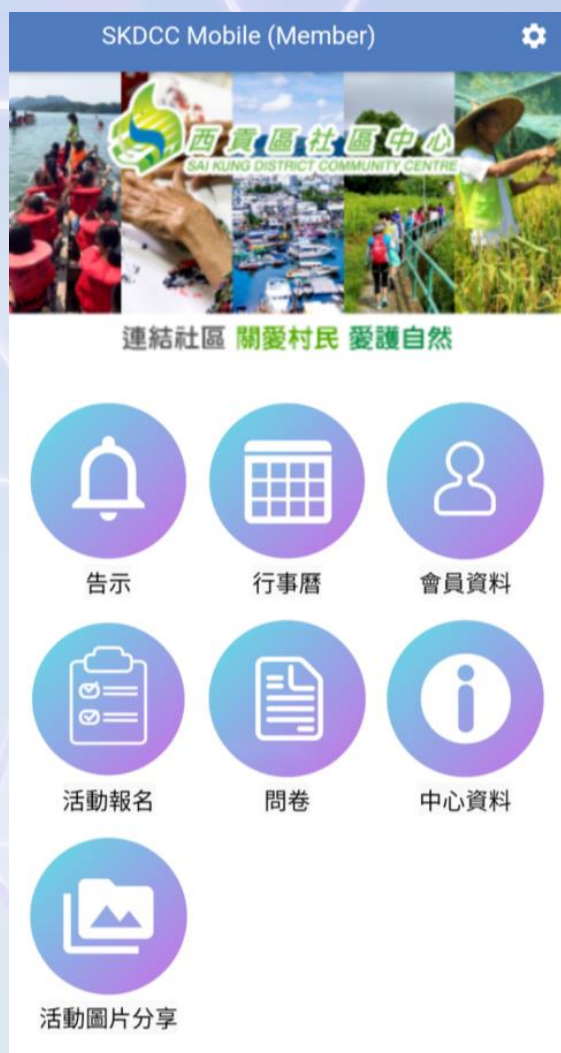 SKDCC Mobile (Member)
西貢區社區中心
SAI KUNG DISTRICT COMMUNITY CENTRE
連結社區 關愛村民 愛護自然
告示 行事曆 會員資料
活動報名 問卷 中心資料
活動圖片分享